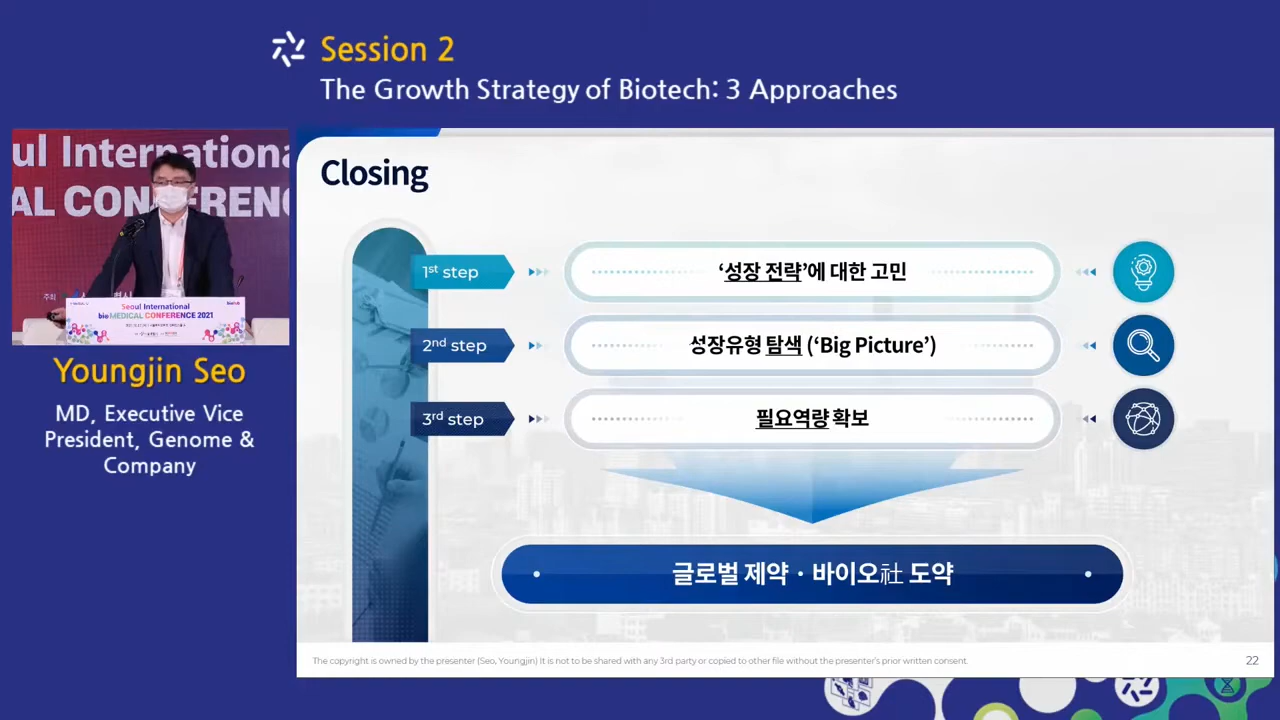 Session 2
The Growth Strategy of Biotech: 3 Approaches
ul Internationa
AL CONFERENC
주최
Seoul International
bio MEDICAL CONFERENCE 2021
Youngjin Seo
MD, Executive Vice
President, Genome &
Company
Closing
1st step
‘성장 전략’에 대한 고민
2nd step
성장유형 탐색 (‘Big Picture’)
3rd step
필요역량 확보
글로벌 제약 · 바이오社 도약
The copyright is owned by the presenter (Seo, Youngjin) It is not to be shared with any 3rd party or copied to other file without the presenter's prior written consent.
22